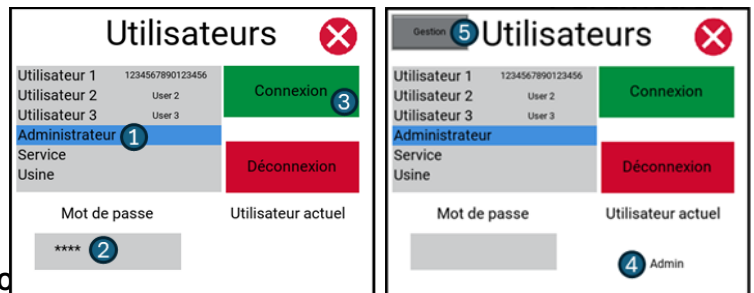 Utilisateurs
Utilisateur 1 1234567890123456
Utilisateur 2 User 2
Utilisateur 3 User 3
Administrateur 1
Service
Usine
Connexion 3
Déconnexion
Mot de passe
Utilisateur actuel
**** 2
Gestion 5 Utilisateurs
Utilisateur 1 1234567890123456
Utilisateur 2 User 2
Utilisateur 3 User 3
Administrateur
Service
Usine
Connexion
Déconnexion
Mot de passe
Utilisateur actuel
4 Admin